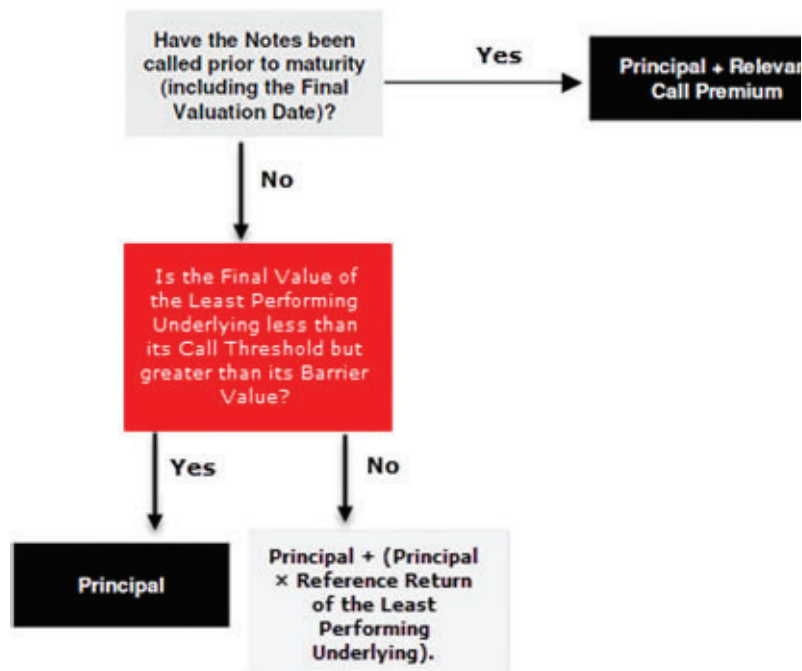 Have the Notes been
called prior to maturity
(including the Final
Valuation Date)?
Yes
Principal + Relevan
Call Premium
No
Is the Final Value of
the Least Performing
Underlying less than
its Call Threshold but
greater than its Barrier
Value?
Yes
No
Principal
Principal + (Principal
× Reference Return
of the Least
Performing
Underlying).